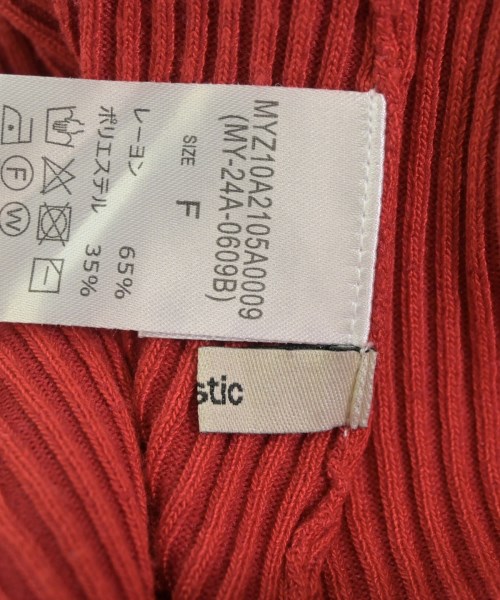 MYZ10A2105A0009
(MY-24A-0609B)
SIZE F
レーヨン 65%
ポリエステル 35%
F
W
stic